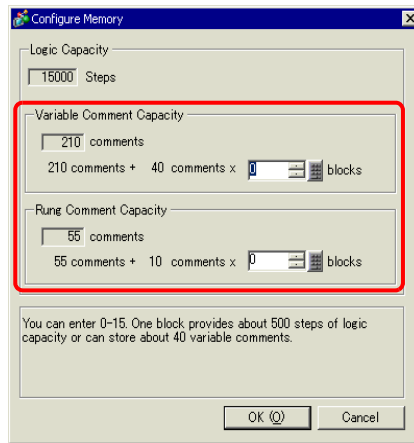 Configure Memory
Logic Capacity
15000 Steps
Variable Comment Capacity
210 comments
210 comments + 40 comments x 0 blocks
Rung Comment Capacity
55 comments
55 comments + 10 comments x 0 blocks
You can enter 0-15. One block provides about 500 steps of logic
capacity or can store about 40 variable comments.
OK (O) Cancel